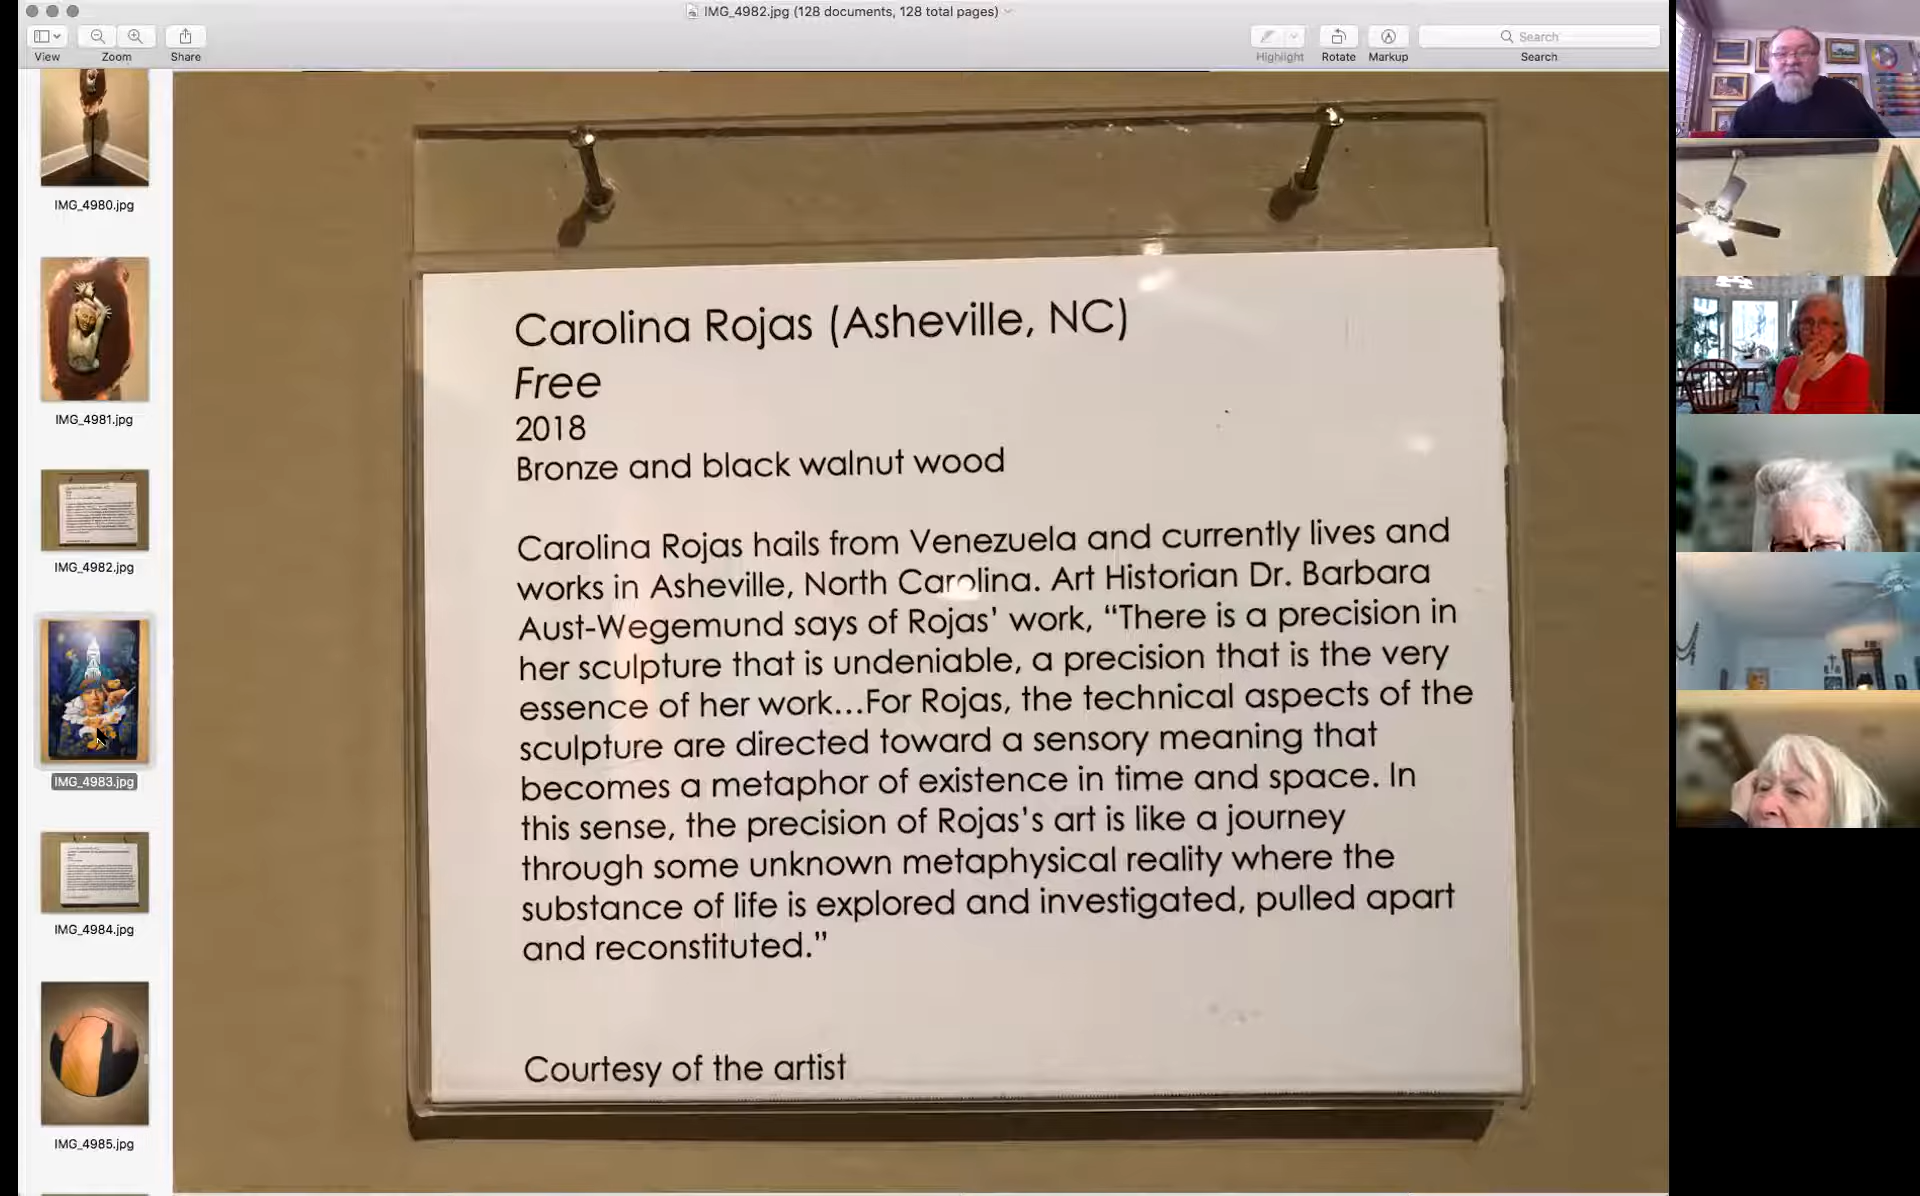 IMG_4982.jpg (128 documents, 128 total pages)
View
Zoom
Share
Highlight
Rotate
Markup
Search
Search
IMG_4980.jpg
IMG_4981.jpg
IMG_4982.jpg
IMG_4983.jpg
IMG_4984.jpg
IMG_4985.jpg
Carolina Rojas (Asheville, NC)
Free
2018
Bronze and black walnut wood
Carolina Rojas hails from Venezuela and currently lives and
works in Asheville, North Carolina. Art Historian Dr. Barbara
Aust-Wegemund says of Rojas’ work, “There is a precision in
her sculpture that is undeniable, a precision that is the very
essence of her work...For Rojas, the technical aspects of the
sculpture are directed toward a sensory meaning that
becomes a metaphor of existence in time and space. In
this sense, the precision of Rojas’s art is like a journey
through some unknown metaphysical reality where the
substance of life is explored and investigated, pulled apart
and reconstituted.”
Courtesy of the artist